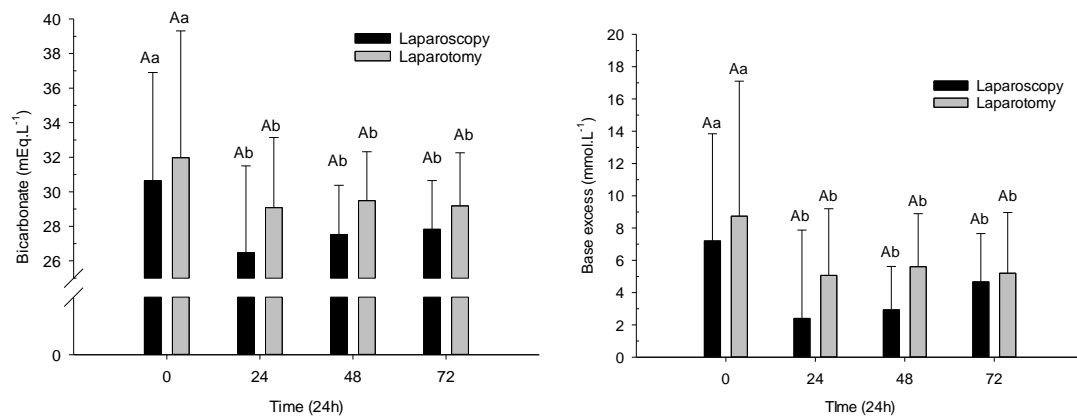 40
38
36
34
32
30
28
26
0
Bicarbonate (mEq.L⁻¹)
Aa
Aa
Ab
Ab
Ab
Ab
Ab
Ab
Laparoscopy
Laparotomy
0 24 48 72
Time (24h)
20
18
16
14
12
10
8
6
4
2
0
Base excess (mmol.L⁻¹)
Aa
Aa
Ab
Ab
Ab
Ab
Ab
Ab
Laparoscopy
Laparotomy
0 24 48 72
TIme (24h)